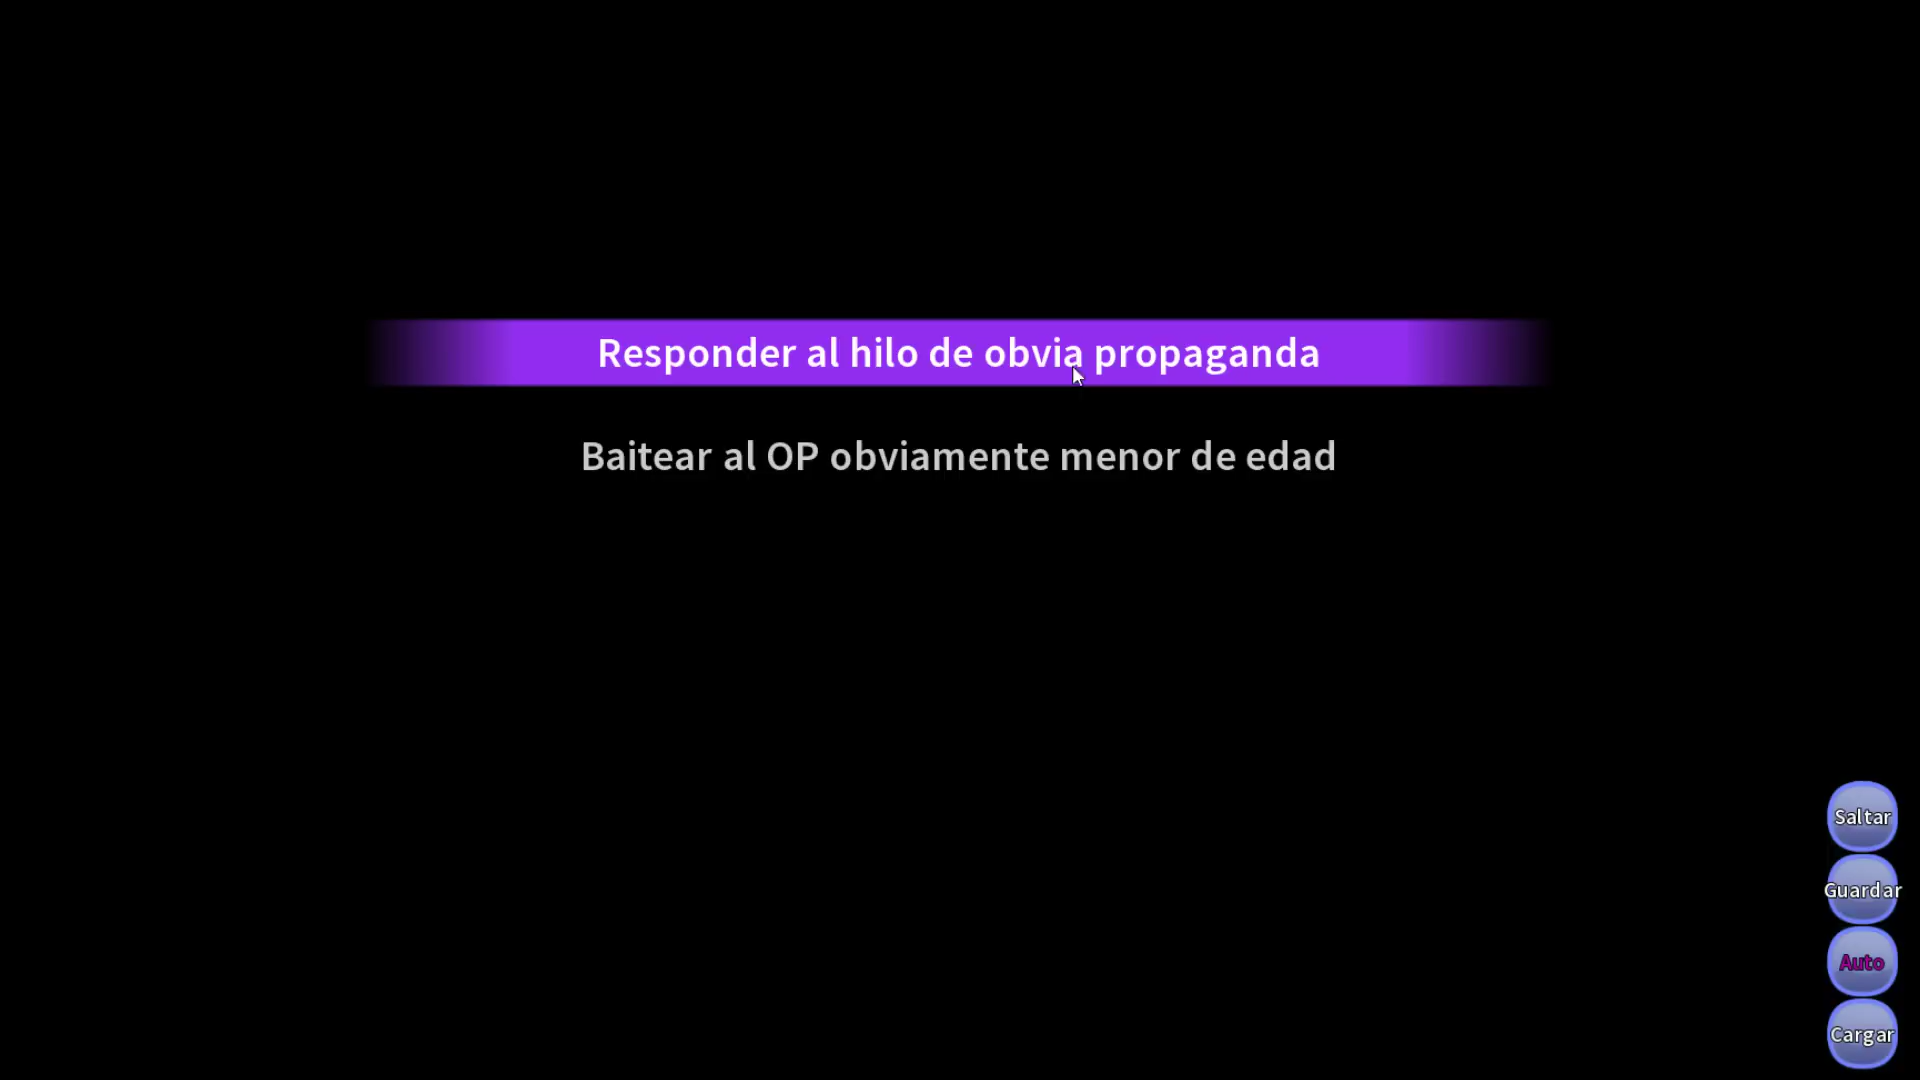 Responder al hilo de obvia propaganda
Baitear al OP obviamente menor de edad
Saltar
Guardar
Auto
Cargar